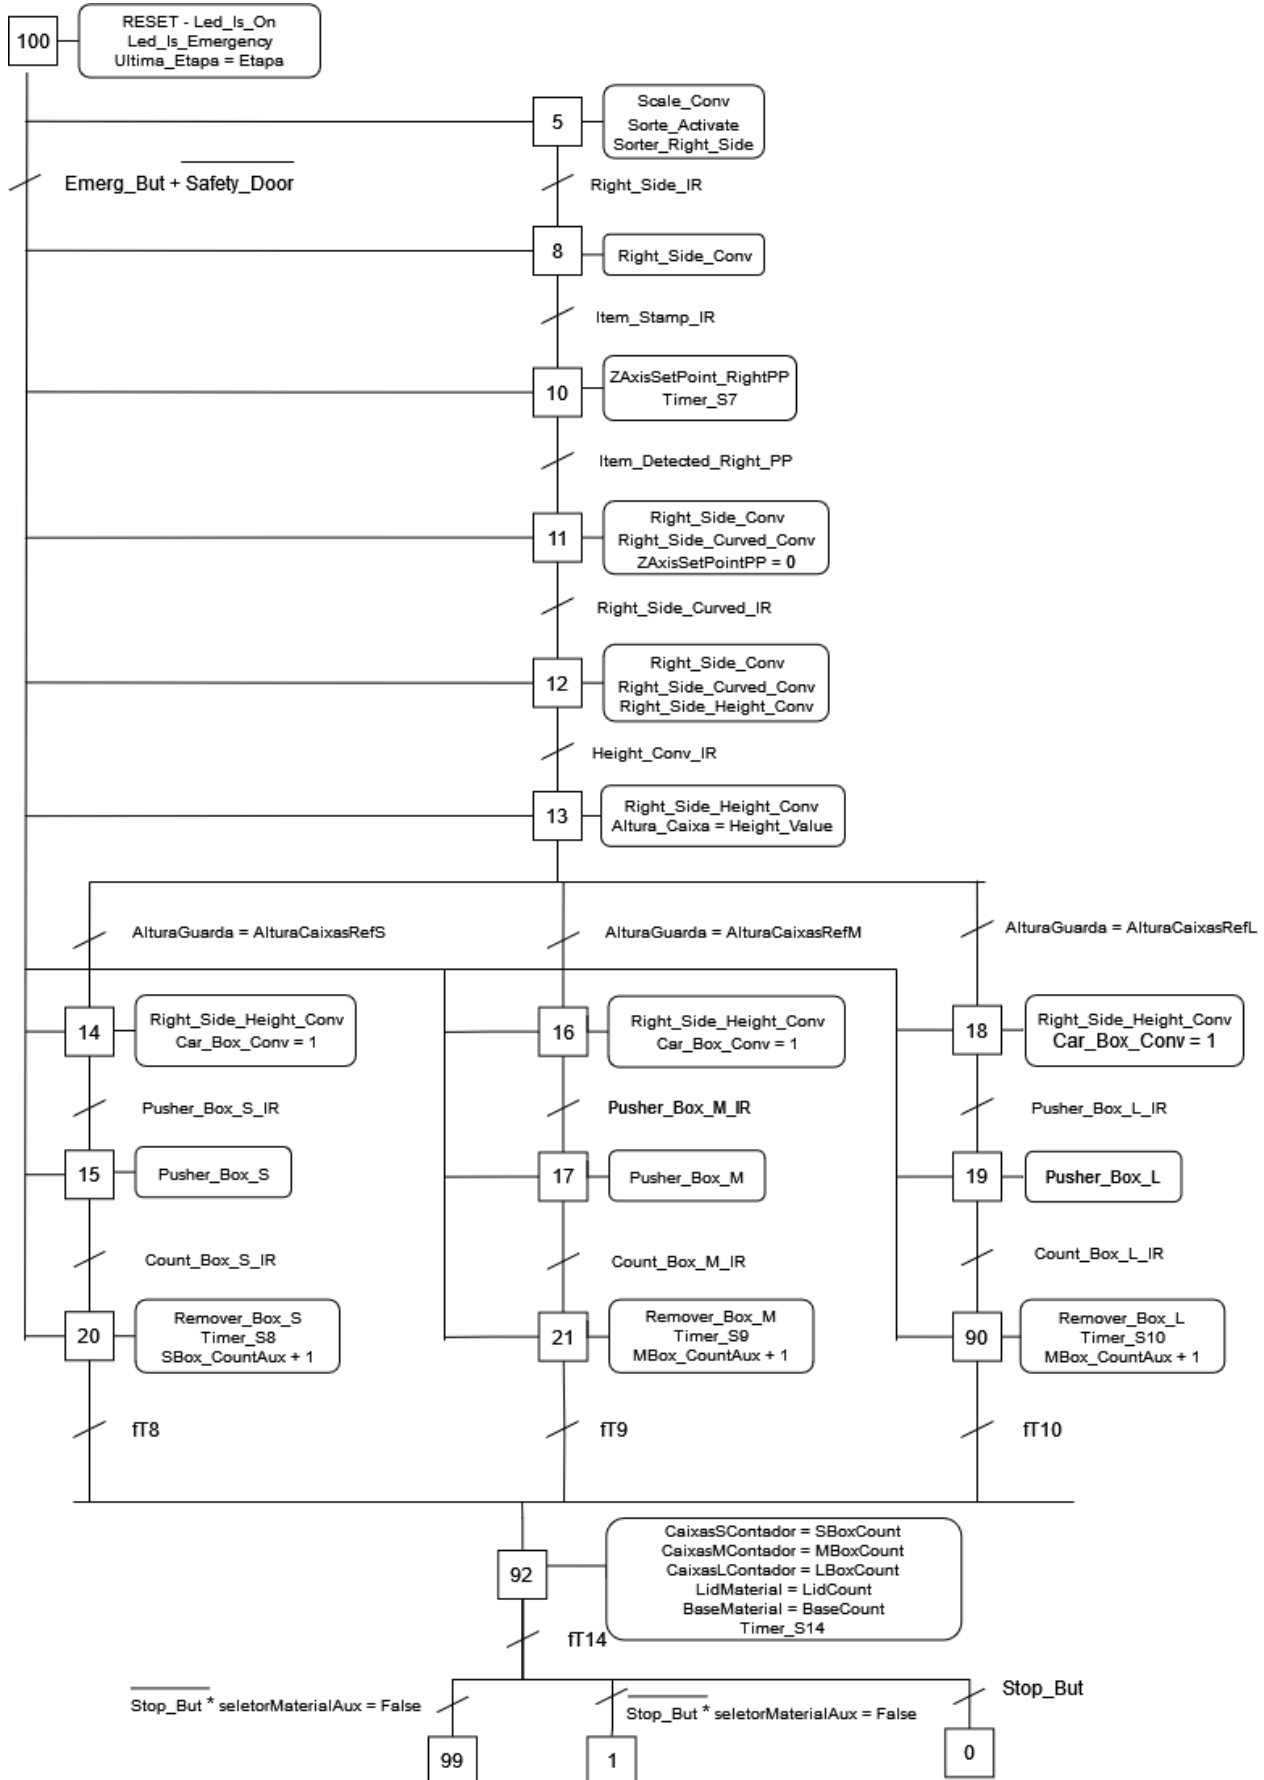 100
RESET - Led_Is_On
Led_Is_Emergency
Ultima_Etapa = Etapa
5
Scale_Conv
Sorte_Activate
Sorter_Right_Side
Emerg_But + Safety_Door
Right_Side_IR
8
Right_Side_Conv
Item_Stamp_IR
10
ZAxisSetPoint_RightPP
Timer_S7
Item_Detected_Right_PP
11
Right_Side_Conv
Right_Side_Curved_Conv
ZAxisSetPointPP = 0
Right_Side_Curved_IR
12
Right_Side_Conv
Right_Side_Curved_Conv
Right_Side_Height_Conv
Height_Conv_IR
13
Right_Side_Height_Conv
Altura_Caixa = Height_Value
AlturaGuarda = AlturaCaixasRefS
AlturaGuarda = AlturaCaixasRefM
AlturaGuarda = AlturaCaixasRefL
14
Right_Side_Height_Conv
Car_Box_Conv = 1
16
Right_Side_Height_Conv
Car_Box_Conv = 1
18
Right_Side_Height_Conv
Car_Box_Conv = 1
Pusher_Box_S_IR
Pusher_Box_M_IR
Pusher_Box_L_IR
15
Pusher_Box_S
17
Pusher_Box_M
19
Pusher_Box_L
Count_Box_S_IR
Count_Box_M_IR
Count_Box_L_IR
20
Remover_Box_S
Timer_S8
SBox_CountAux + 1
21
Remover_Box_M
Timer_S9
MBox_CountAux + 1
90
Remover_Box_L
Timer_S10
MBox_CountAux + 1
fT8
fT9
fT10
92
CaixasSContador = SBoxCount
CaixasMContador = MBoxCount
CaixasLContador = LBoxCount
LidMaterial = LidCount
BaseMaterial = BaseCount
Timer_S14
fT14
Stop_But * seletorMaterialAux = False
Stop_But * seletorMaterialAux = False
Stop_But
99
1
0